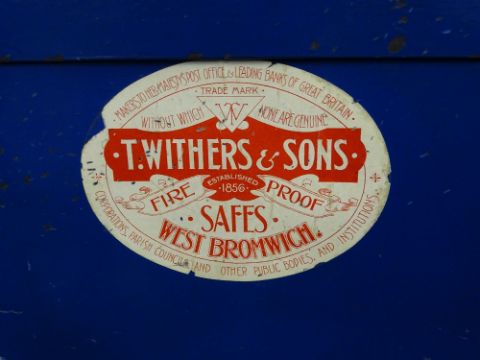 MAKERS TO HER MAJESTY'S POST OFFICE & LEADING BANKS OF GREAT BRITAIN.
TRADE MARK
WITHOUT WHICH W NONE ARE GENUINE
· T. WITHERS & SONS ·
ESTABLISHED
FIRE · 1856 · PROOF
· SAFES ·
WEST BROMWICH.
CORPORATIONS, PARISH COUNCILS, AND OTHER PUBLIC BODIES, AND INSTITUTIONS.